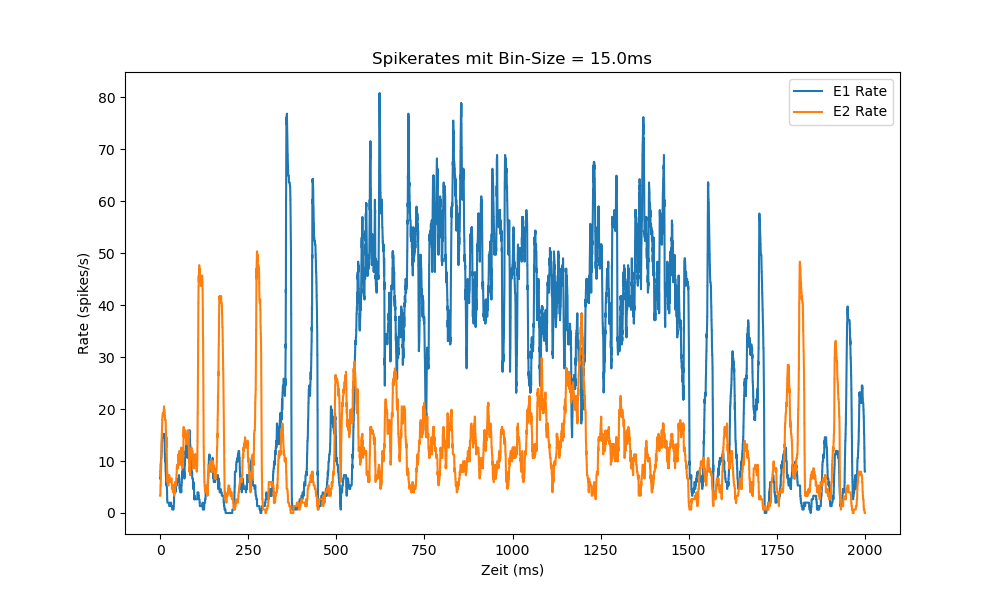 Spikerates mit Bin-Size = 15.0ms
E1 Rate
E2 Rate
Rate (spikes/s)
80
70
60
50
40
30
20
10
0
0 250 500 750 1000 1250 1500 1750 2000
Zeit (ms)